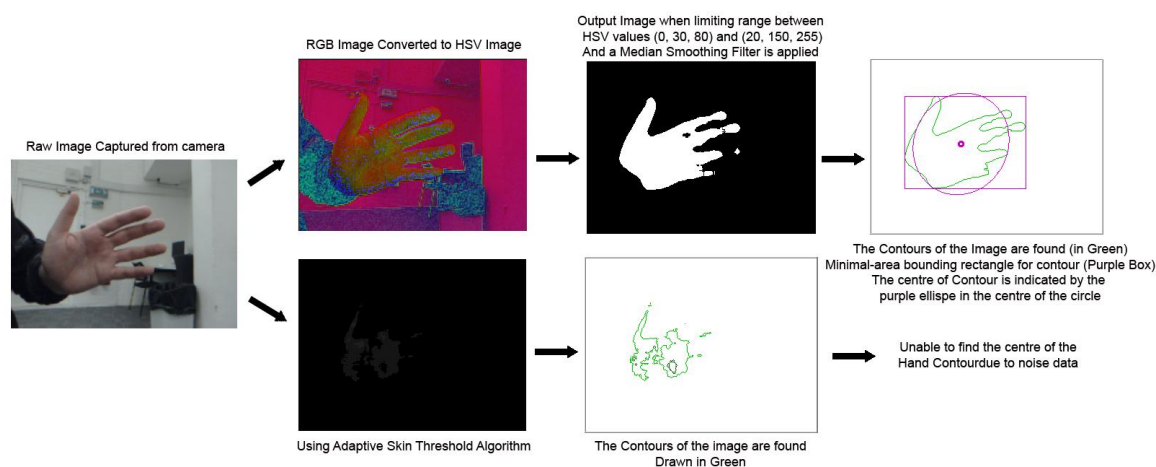 Raw Image Captured from camera
RGB Image Converted to HSV Image
Output Image when limiting range between
HSV values (0, 30, 80) and (20, 150, 255)
And a Median Smoothing Filter is applied
The Contours of the Image are found (in Green)
Minimal-area bounding rectangle for contour (Purple Box)
The centre of Contour is indicated by the
purple ellispe in the centre of the circle
Using Adaptive Skin Threshold Algorithm
The Contours of the image are found
Drawn in Green
Unable to find the centre of the
Hand Contourdue to noise data